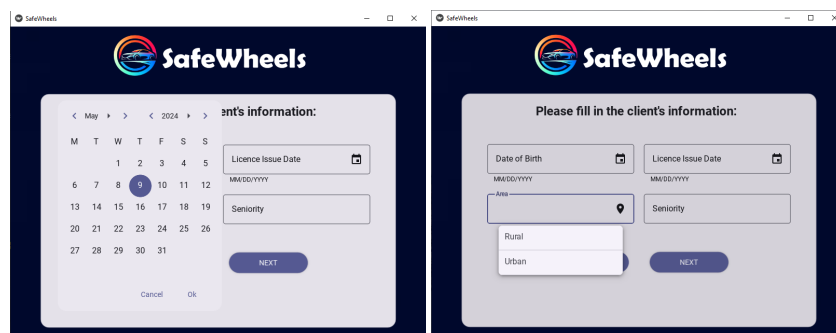 SafeWheels
SafeWheels
ent's information:
May 2024
M T W T F S S
1 2 3 4 5
6 7 8 9 10 11 12
13 14 15 16 17 18 19
20 21 22 23 24 25 26
27 28 29 30 31
Cancel Ok
Licence Issue Date
MM/DD/YYYY
Seniority
NEXT
SafeWheels
SafeWheels
Please fill in the client's information:
Date of Birth Licence Issue Date
MM/DD/YYYY MM/DD/YYYY
Area
Seniority
Rural
Urban
NEXT